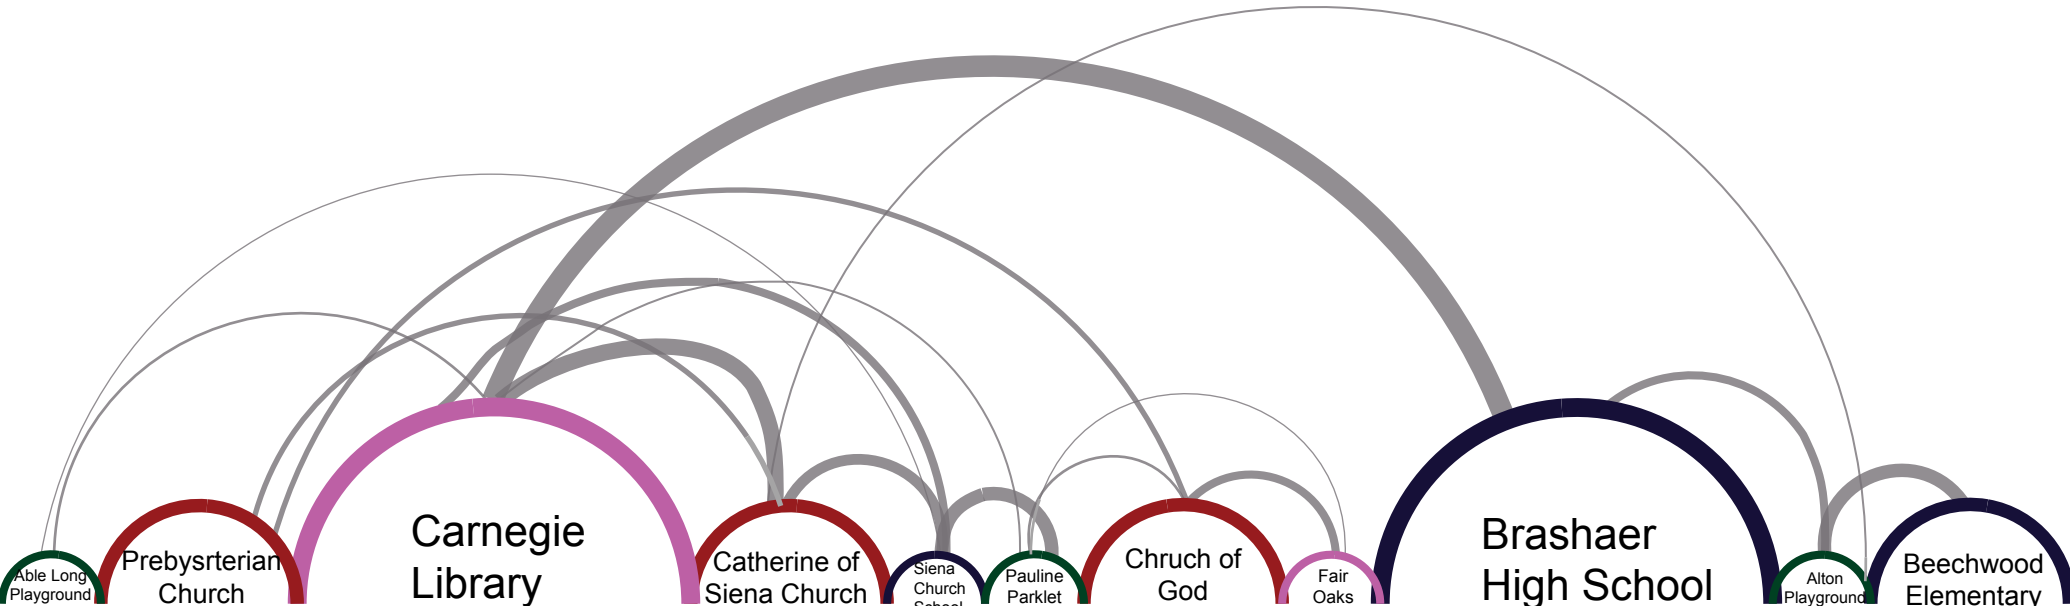 Able Long
Playground
Prebysrterian
Church
Carnegie
Library
Catherine of
Siena Church
Siena
Church
School
Pauline
Parklet
Chruch of
God
Fair
Oaks
Brashaer
High School
Alton
Playground
Beechwood
Elementary